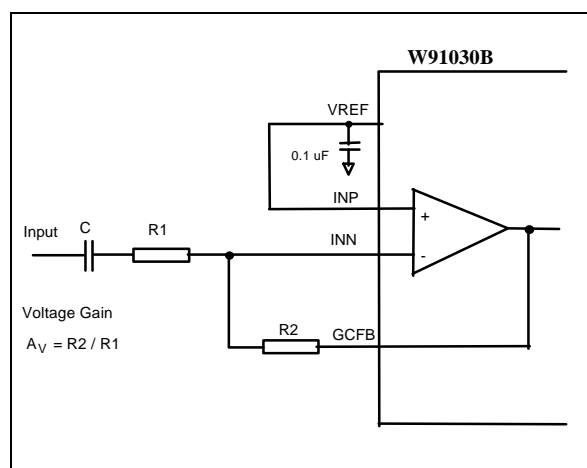 W91030B
VREF
0.1 uF
INP
+
Input
C
R1
INN
-
Voltage Gain
AV = R2 / R1
R2
GCFB